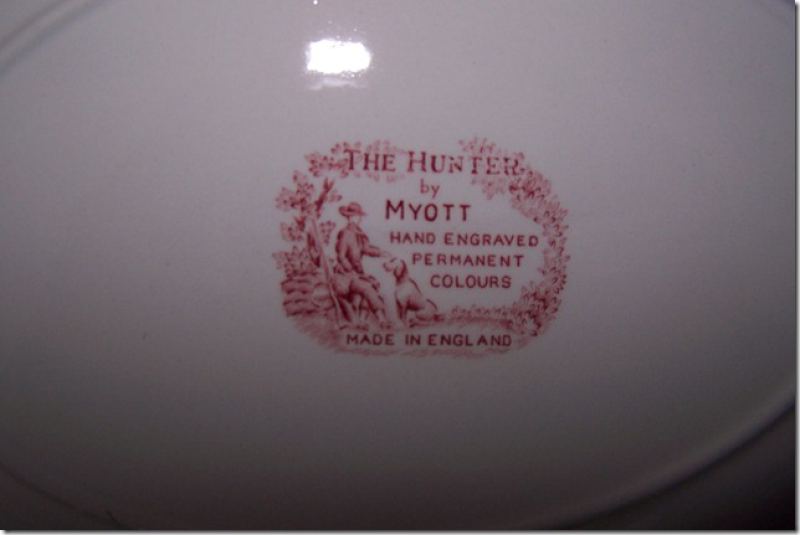 THE HUNTER
by
MYOTT
HAND ENGRAVED
PERMANENT
COLOURS
MADE IN ENGLAND